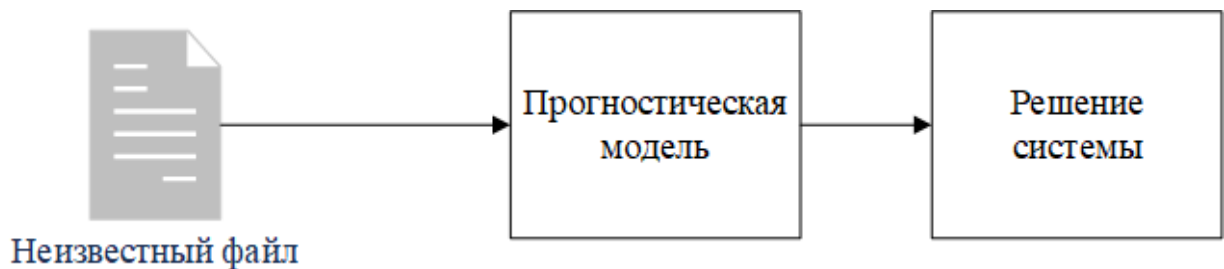 Неизвестный файл
Прогностическая
модель
Решение
системы